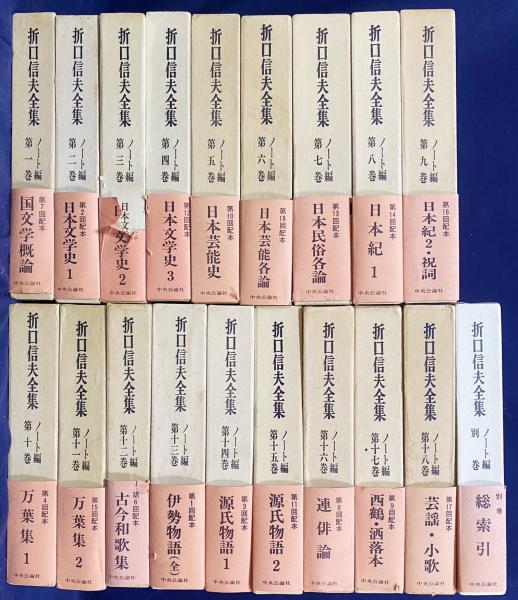 折口信夫全集
ノート編
第一巻
第7回配本
国文学概論
中央公論社
折口信夫全集
ノート編
第二巻
第2回配本
日本文学史 1
中央公論社
折口信夫全集
ノート編
第三巻
日本文学史 2
中央公論社
折口信夫全集
ノート編
第四巻
第12回配本
日本文学史 3
中央公論社
折口信夫全集
ノート編
第五巻
第10回配本
日本芸能史
中央公論社
折口信夫全集
ノート編
第六巻
第18回配本
日本芸能各論
中央公論社
折口信夫全集
ノート編
第七巻
第13回配本
日本民俗各論
中央公論社
折口信夫全集
ノート編
第八巻
第14回配本
日本紀 1
中央公論社
折口信夫全集
ノート編
第九巻
第16回配本
日本紀2・祝詞
中央公論社
折口信夫全集
ノート編
第十巻
第4回配本
万葉集 1
中央公論社
折口信夫全集
ノート編
第十一巻
第15回配本
万葉集 2
中央公論社
折口信夫全集
ノート編
第十二巻
第6回配本
古今和歌集
中央公論社
折口信夫全集
ノート編
第十三巻
第1回配本
伊勢物語(全)
中央公論社
折口信夫全集
ノート編
第十四巻
第3回配本
源氏物語 1
中央公論社
折口信夫全集
ノート編
第十五巻
第11回配本
源氏物語 2
中央公論社
折口信夫全集
ノート編
第十六巻
第8回配本
連俳論
中央公論社
折口信夫全集
ノート編
第十七巻
第9回配本
西鶴・洒落本
中央公論社
折口信夫全集
ノート編
第十八巻
第17回配本
芸謡・小歌
中央公論社
折口信夫全集
ノート編
別巻
別巻
総索引
中央公論社